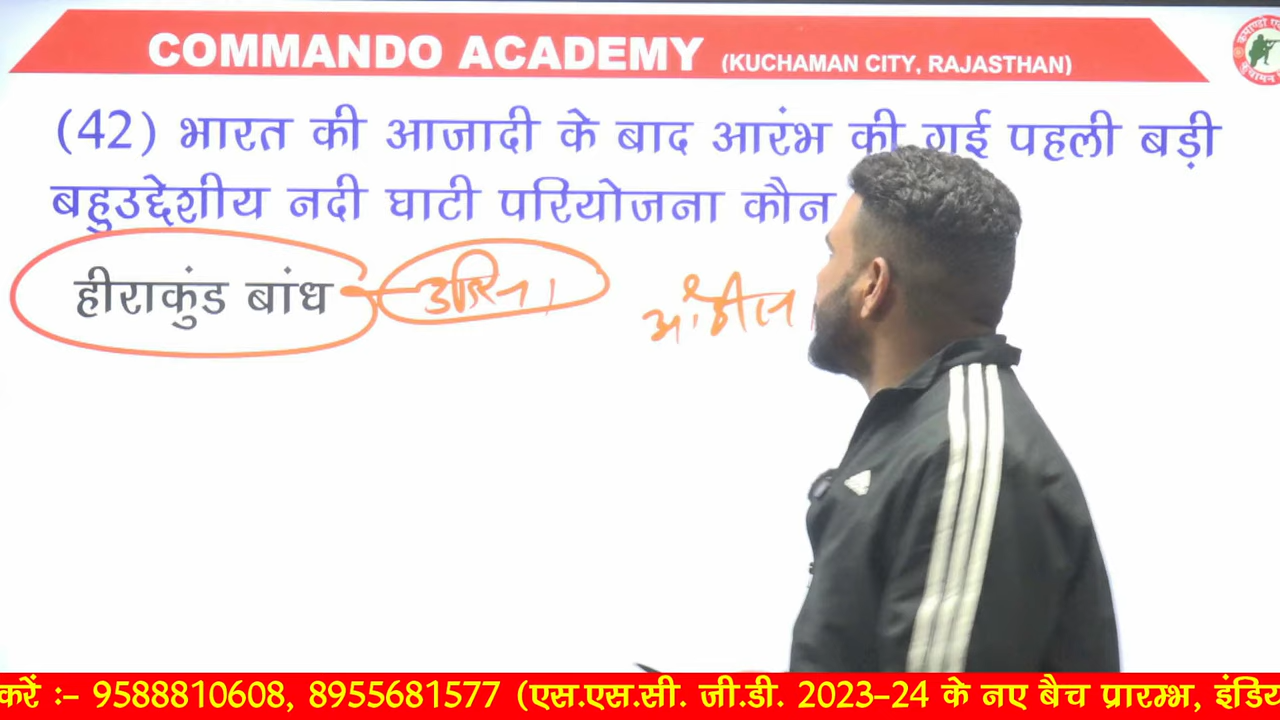 COMMANDO ACADEMY (KUCHAMAN CITY, RAJASTHAN)
(42) भारत की आजादी के बाद आरंभ की गई पहली बड़ी
बहुउद्देशीय नदी घाटी परियोजना कौन
हीराकुंड बांध
करें :– 9588810608, 8955681577 (एस.एस.सी. जी.डी. 2023–24 के नए बैच प्रारम्भ, इंडिय